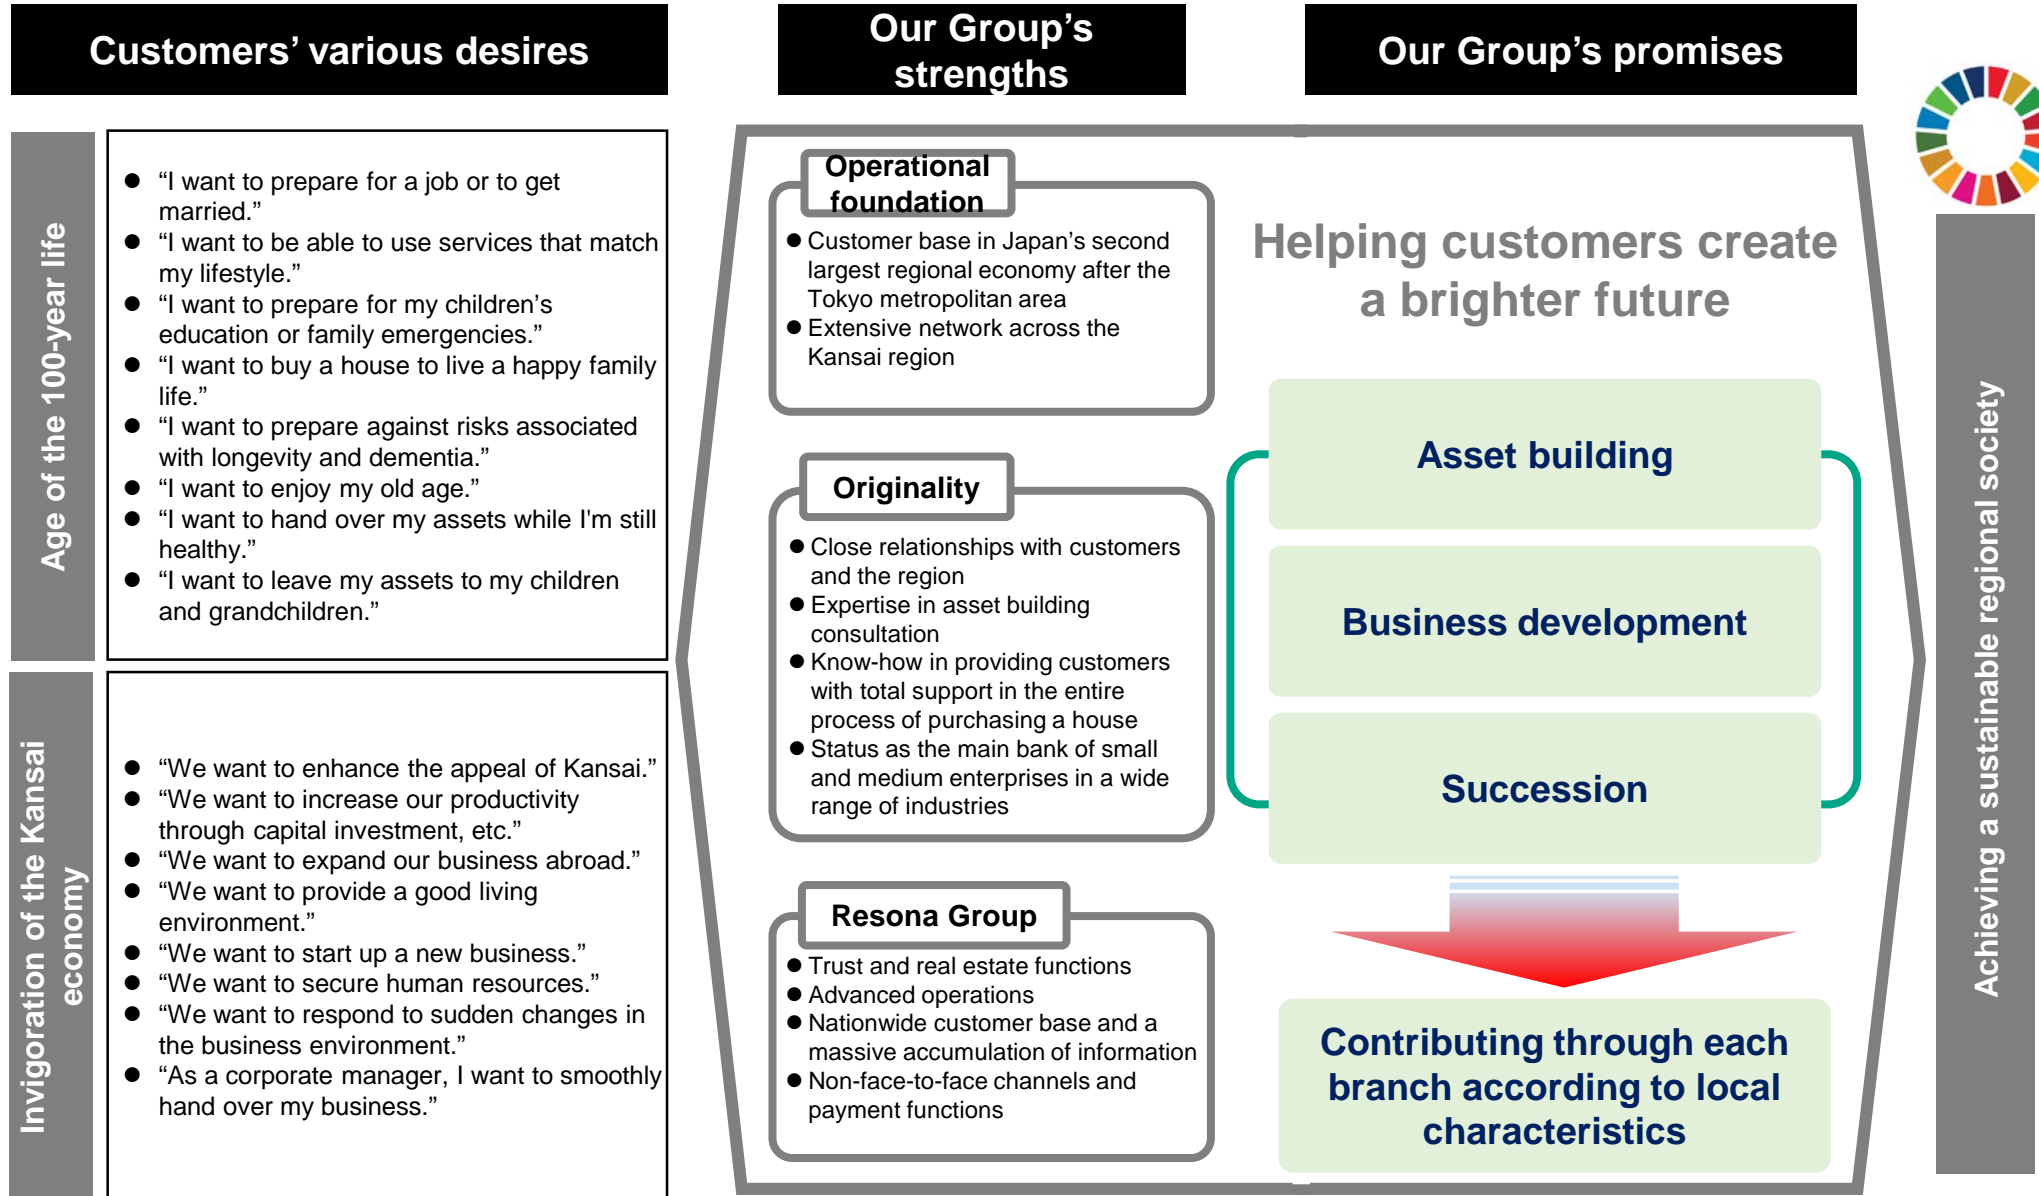 Customers’ various desires
Our Group’s
strengths
Our Group’s promises
Age of the 100-year life
● “I want to prepare for a job or to get
married.”
● “I want to be able to use services that match
my lifestyle.”
● “I want to prepare for my children’s
education or family emergencies.”
● “I want to buy a house to live a happy family
life.”
● “I want to prepare against risks associated
with longevity and dementia.”
● “I want to enjoy my old age.”
● “I want to hand over my assets while I'm still
healthy.”
● “I want to leave my assets to my children
and grandchildren.”
Invigoration of the Kansai
economy
● “We want to enhance the appeal of Kansai.”
● “We want to increase our productivity
through capital investment, etc.”
● “We want to expand our business abroad.”
● “We want to provide a good living
environment.”
● “We want to start up a new business.”
● “We want to secure human resources.”
● “We want to respond to sudden changes in
the business environment.”
● “As a corporate manager, I want to smoothly
hand over my business.”
Operational
foundation
● Customer base in Japan’s second
largest regional economy after the
Tokyo metropolitan area
● Extensive network across the
Kansai region
Originality
● Close relationships with customers
and the region
● Expertise in asset building
consultation
● Know-how in providing customers
with total support in the entire
process of purchasing a house
● Status as the main bank of small
and medium enterprises in a wide
range of industries
Resona Group
● Trust and real estate functions
● Advanced operations
● Nationwide customer base and a
massive accumulation of information
● Non-face-to-face channels and
payment functions
Helping customers create
a brighter future
Asset building
Business development
Succession
Contributing through each
branch according to local
characteristics
Achieving a sustainable regional society